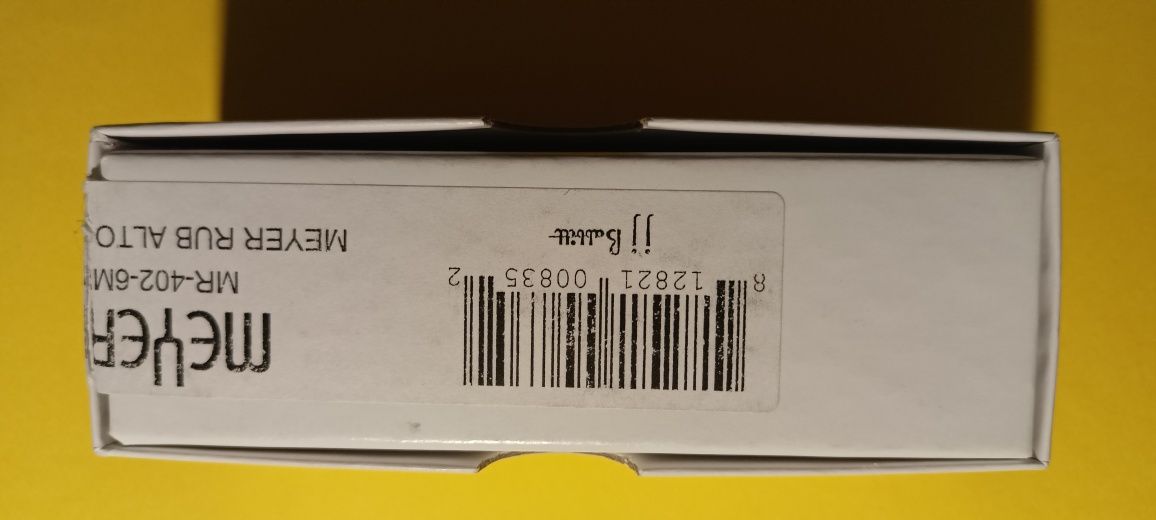 meyer
MR-402-6M
MEYER RUB ALTO
8 12821 00835 2
jj Babbitt